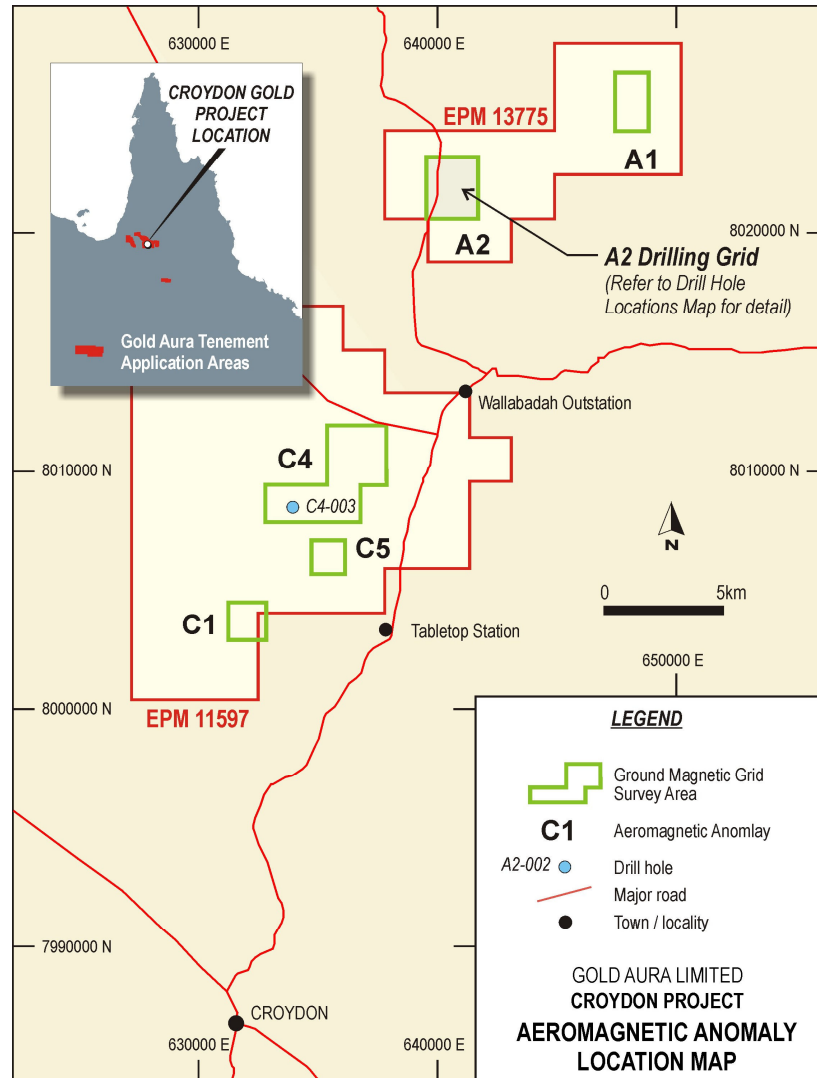 630000 E
640000 E
CROYDON GOLD
PROJECT
LOCATION
Gold Aura Tenement
Application Areas
EPM 13775
A1
A2
8020000 N
A2 Drilling Grid
(Refer to Drill Hole
Locations Map for detail)
Wallabadah Outstation
8010000 N
8010000 N
C4
C4-003
C5
C1
N
0
5km
Tabletop Station
650000 E
8000000 N
EPM 11597
7990000 N
CROYDON
630000 E
640000 E
LEGEND
Ground Magnetic Grid
Survey Area
C1
Aeromagnetic Anomlay
A2-002
Drill hole
Major road
Town / locality
GOLD AURA LIMITED
CROYDON PROJECT
AEROMAGNETIC ANOMALY
LOCATION MAP